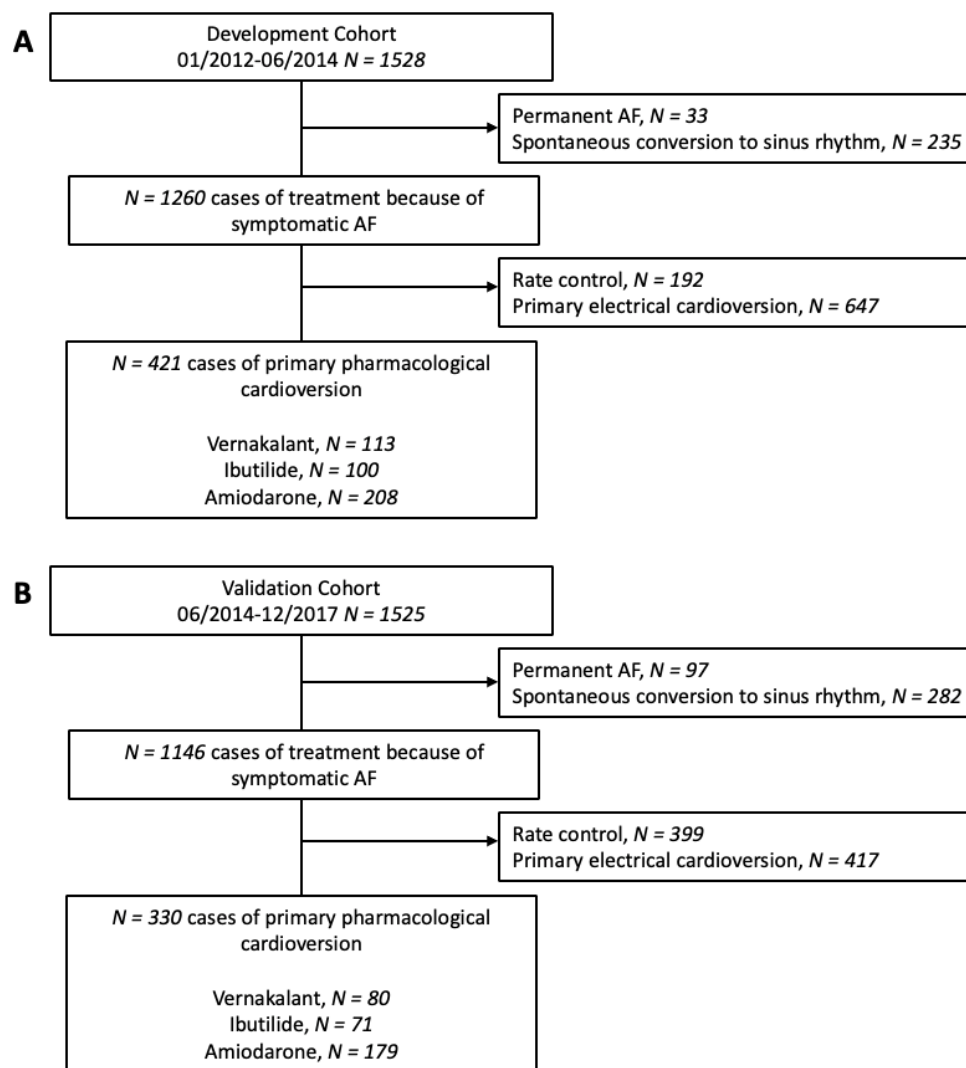 A
Development Cohort
01/2012-06/2014 N = 1528
Permanent AF, N = 33
Spontaneous conversion to sinus rhythm, N = 235
N = 1260 cases of treatment because of
symptomatic AF
Rate control, N = 192
Primary electrical cardioversion, N = 647
N = 421 cases of primary pharmacological
cardioversion
Vernakalant, N = 113
Ibutilide, N = 100
Amiodarone, N = 208
B
Validation Cohort
06/2014-12/2017 N = 1525
Permanent AF, N = 97
Spontaneous conversion to sinus rhythm, N = 282
N = 1146 cases of treatment because of
symptomatic AF
Rate control, N = 399
Primary electrical cardioversion, N = 417
N = 330 cases of primary pharmacological
cardioversion
Vernakalant, N = 80
Ibutilide, N = 71
Amiodarone, N = 179